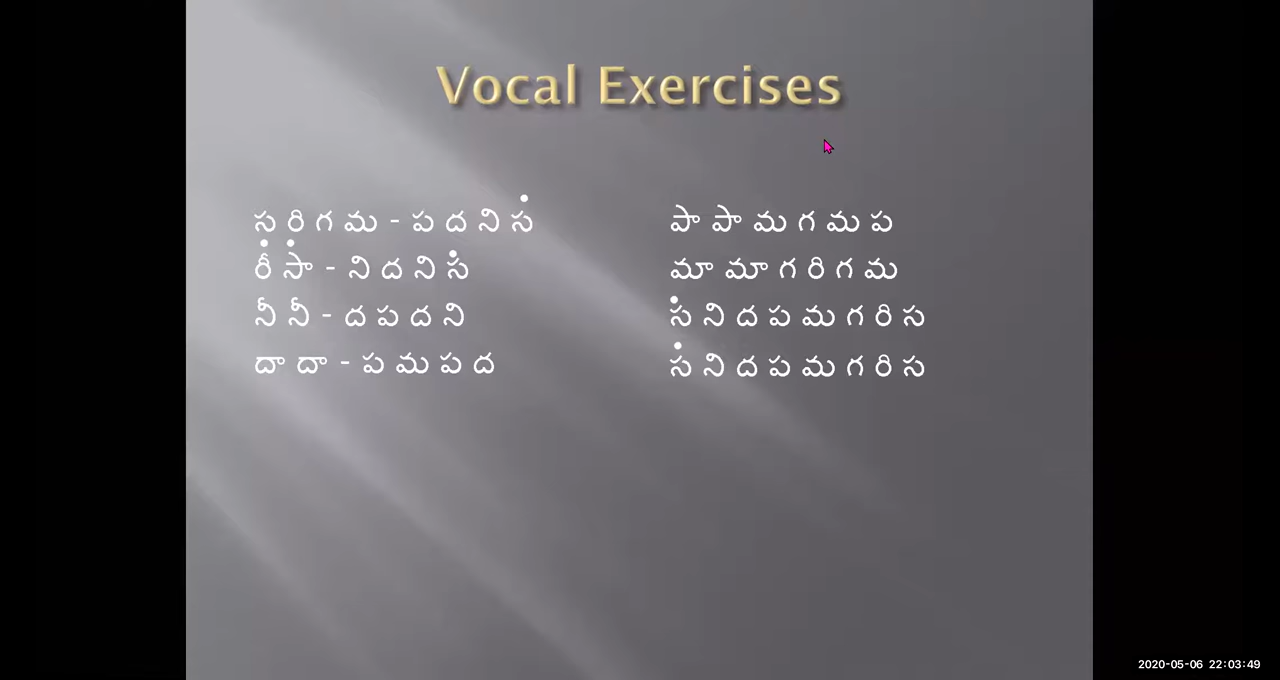 Vocal Exercises
స రి గ మ - ప ద ని స̇
రీ̇ సా̇ - ని ద ని స̇
నీ నీ - ద ప ద ని
దా దా - ప మ ప ద
పా పా మ గ మ ప
మా మా గ రి గ మ
స̇ ని ద ప మ గ రి స
స̇ ని ద ప మ గ రి స
2020-05-06 22:03:49